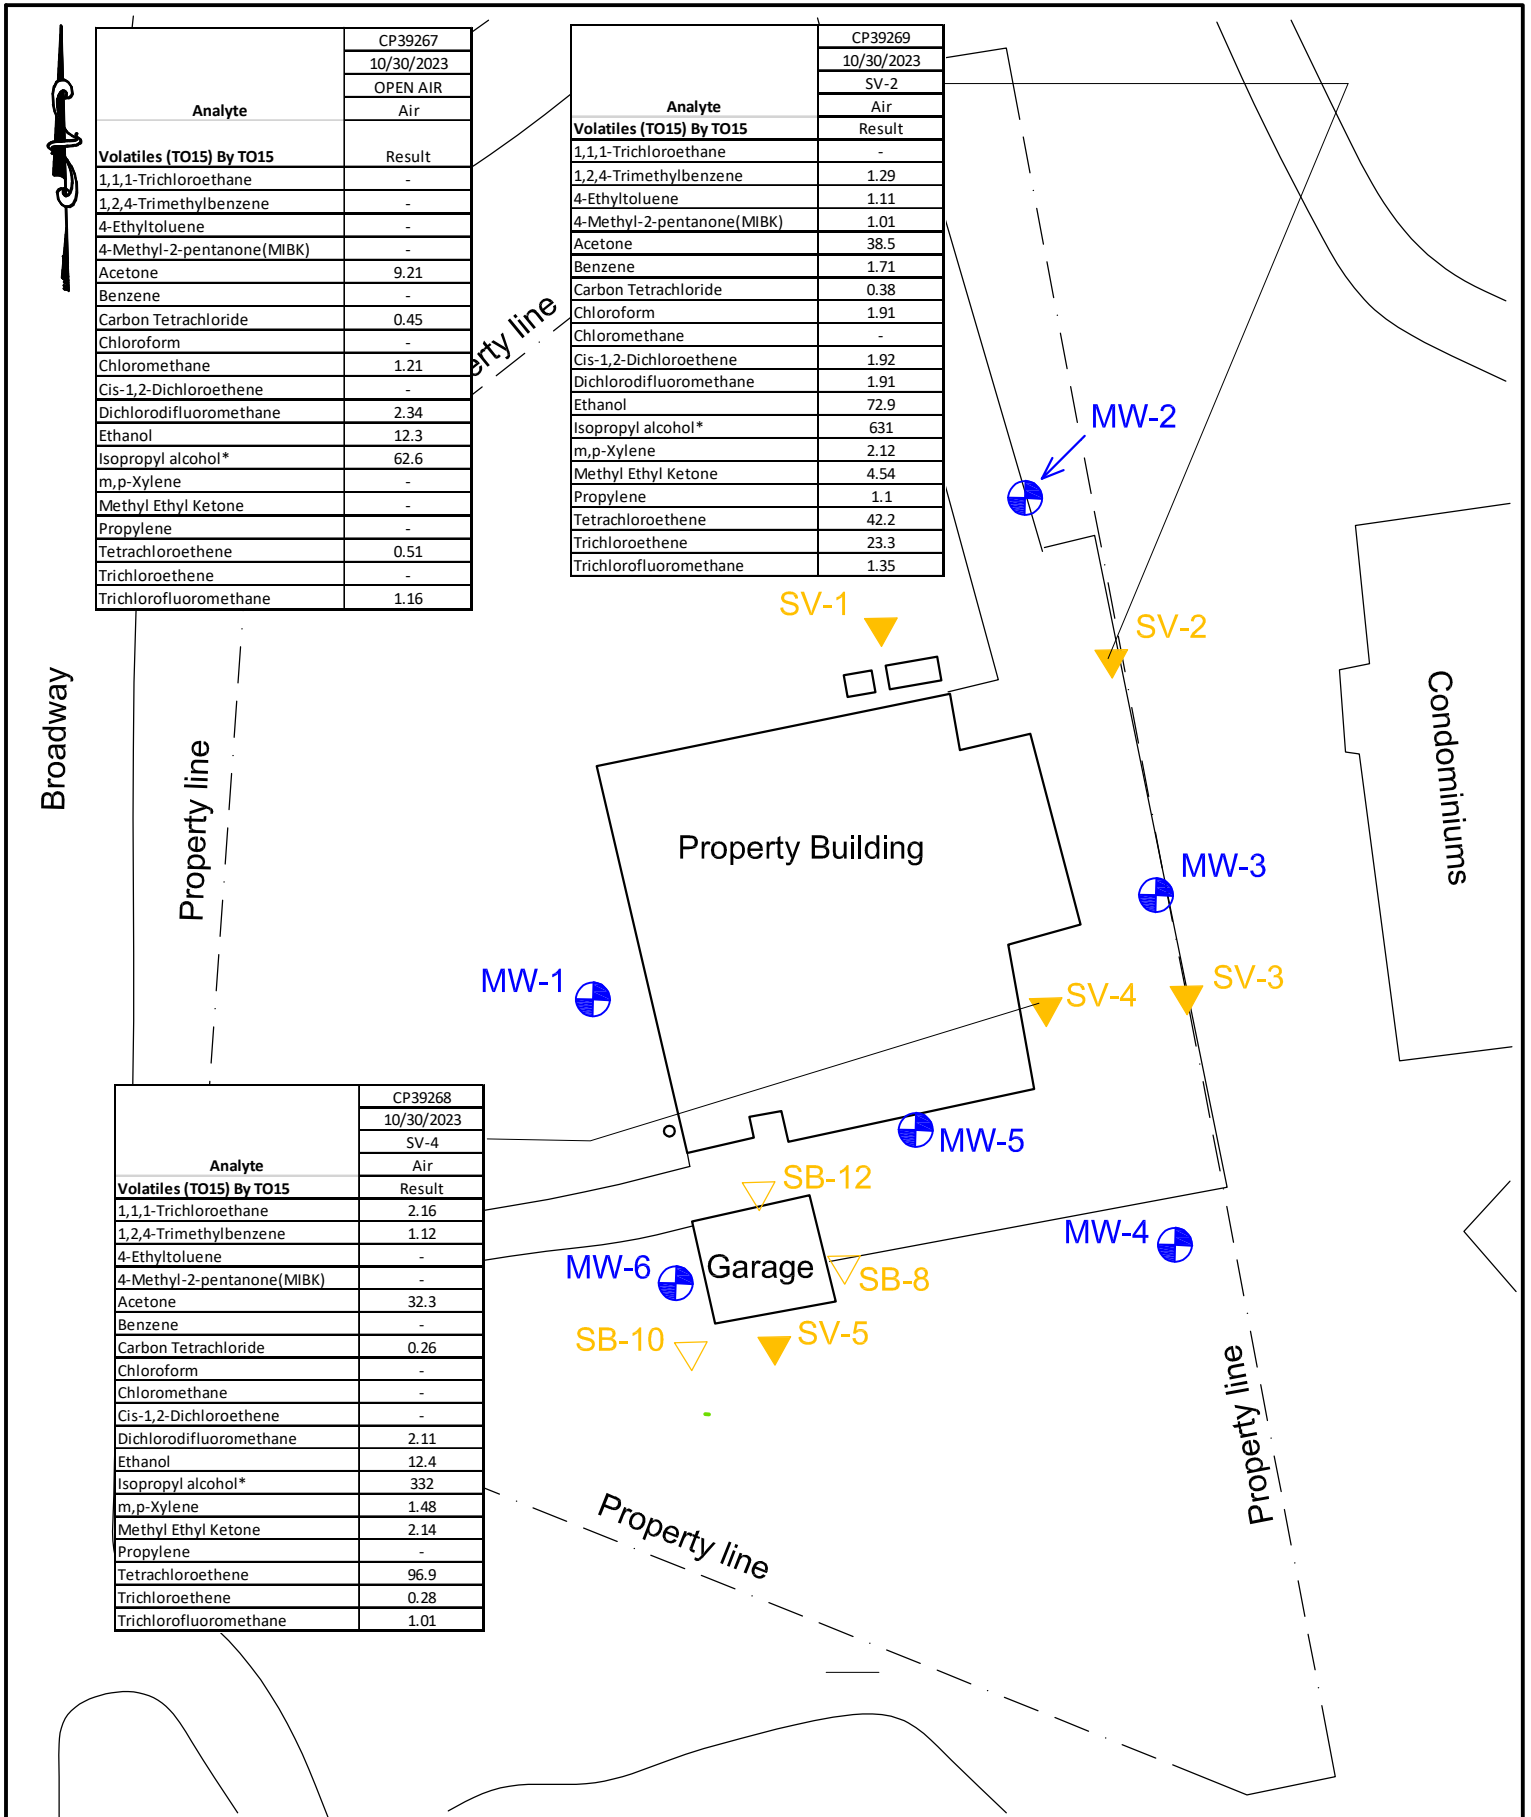 CP39267
10/30/2023
OPEN AIR
Analyte Air
Volatiles (TO15) By TO15 Result
1,1,1-Trichloroethane -
1,2,4-Trimethylbenzene -
4-Ethyltoluene -
4-Methyl-2-pentanone(MIBK) -
Acetone 9.21
Benzene -
Carbon Tetrachloride 0.45
Chloroform -
Chloromethane 1.21
Cis-1,2-Dichloroethene -
Dichlorodifluoromethane 2.34
Ethanol 12.3
Isopropyl alcohol* 62.6
m,p-Xylene -
Methyl Ethyl Ketone -
Propylene -
Tetrachloroethene 0.51
Trichloroethene -
Trichlorofluoromethane 1.16
CP39269
10/30/2023
SV-2
Analyte Air
Volatiles (TO15) By TO15 Result
1,1,1-Trichloroethane -
1,2,4-Trimethylbenzene 1.29
4-Ethyltoluene 1.11
4-Methyl-2-pentanone(MIBK) 1.01
Acetone 38.5
Benzene 1.71
Carbon Tetrachloride 0.38
Chloroform 1.91
Chloromethane -
Cis-1,2-Dichloroethene 1.92
Dichlorodifluoromethane 1.91
Ethanol 72.9
Isopropyl alcohol* 631
m,p-Xylene 2.12
Methyl Ethyl Ketone 4.54
Propylene 1.1
Tetrachloroethene 42.2
Trichloroethene 23.3
Trichlorofluoromethane 1.35
erty line
MW-2
SV-1
SV-2
Broadway
Property line
Condominiums
Property Building
MW-3
MW-1
SV-4
SV-3
MW-5
SB-12
MW-4
MW-6
Garage
SB-8
SB-10
SV-5
Property line
Property line
CP39268
10/30/2023
SV-4
Analyte Air
Volatiles (TO15) By TO15 Result
1,1,1-Trichloroethane 2.16
1,2,4-Trimethylbenzene 1.12
4-Ethyltoluene -
4-Methyl-2-pentanone(MIBK) -
Acetone 32.3
Benzene -
Carbon Tetrachloride 0.26
Chloroform -
Chloromethane -
Cis-1,2-Dichloroethene -
Dichlorodifluoromethane 2.11
Ethanol 12.4
Isopropyl alcohol* 332
m,p-Xylene 1.48
Methyl Ethyl Ketone 2.14
Propylene -
Tetrachloroethene 96.9
Trichloroethene 0.28
Trichlorofluoromethane 1.01